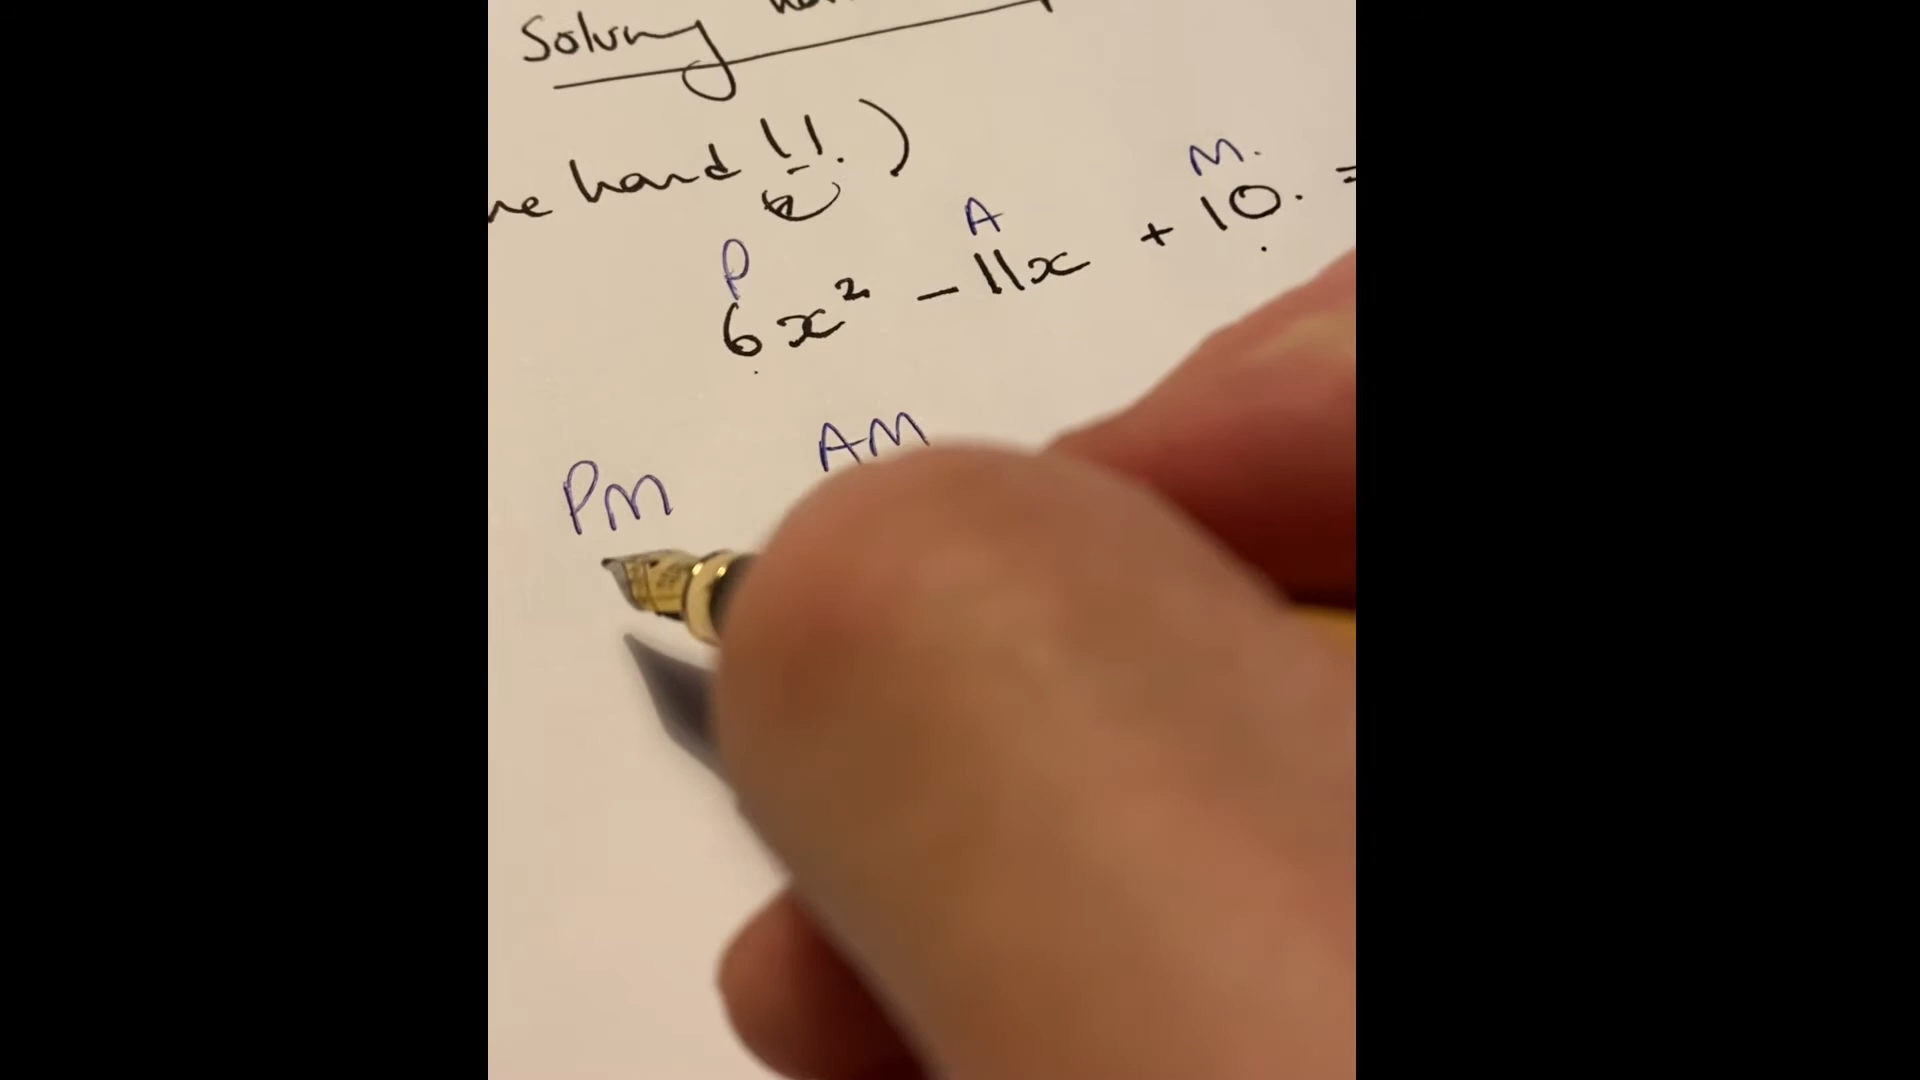 Solving
hard !!.)
P A M.
6x² - 11x + 10. =
PM AM